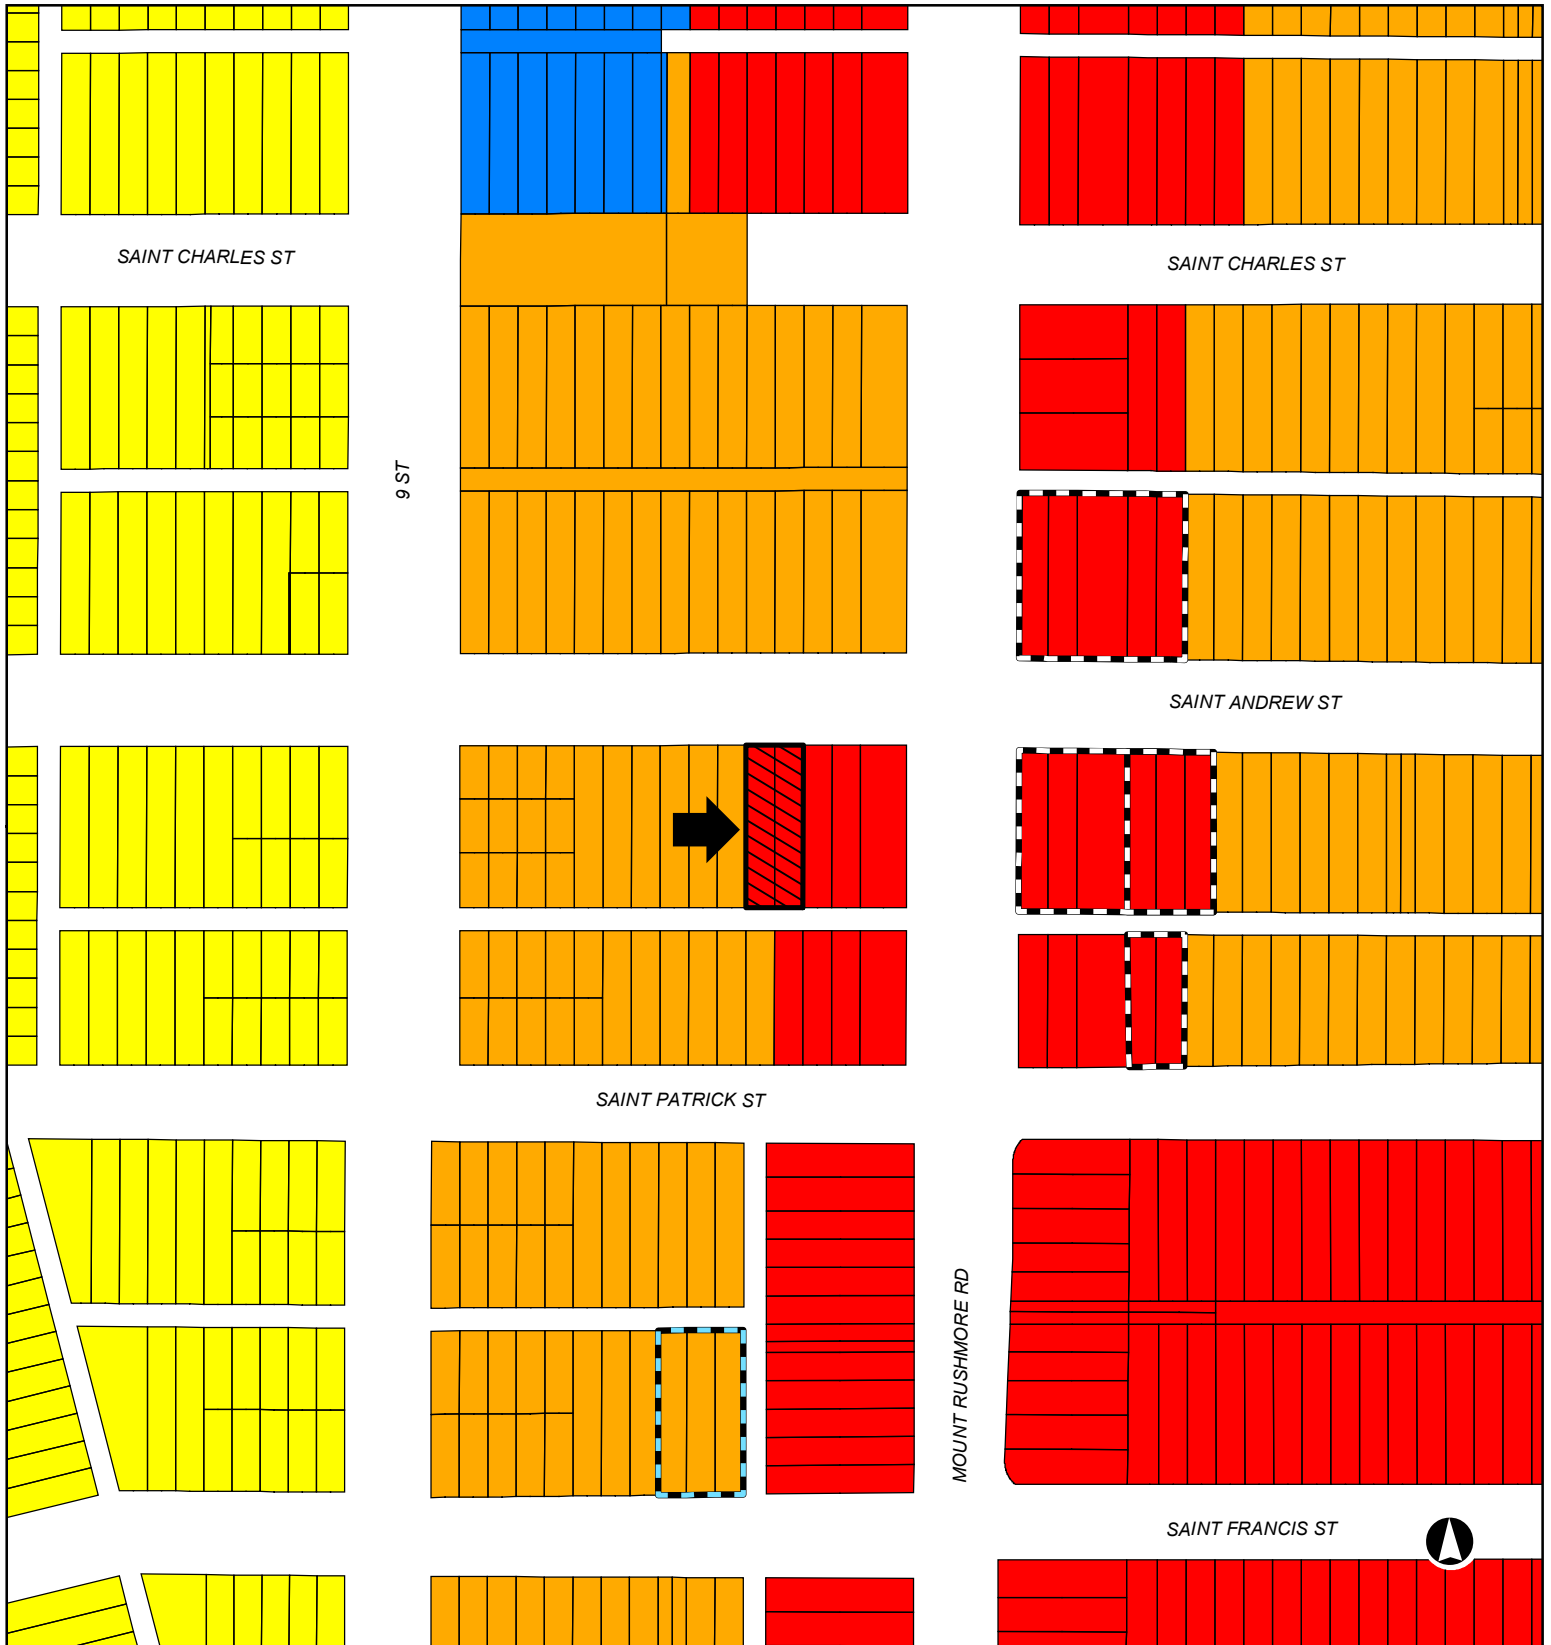 SAINT CHARLES ST
SAINT CHARLES ST
9 ST
SAINT ANDREW ST
SAINT PATRICK ST
MOUNT RUSHMORE RD
SAINT FRANCIS ST